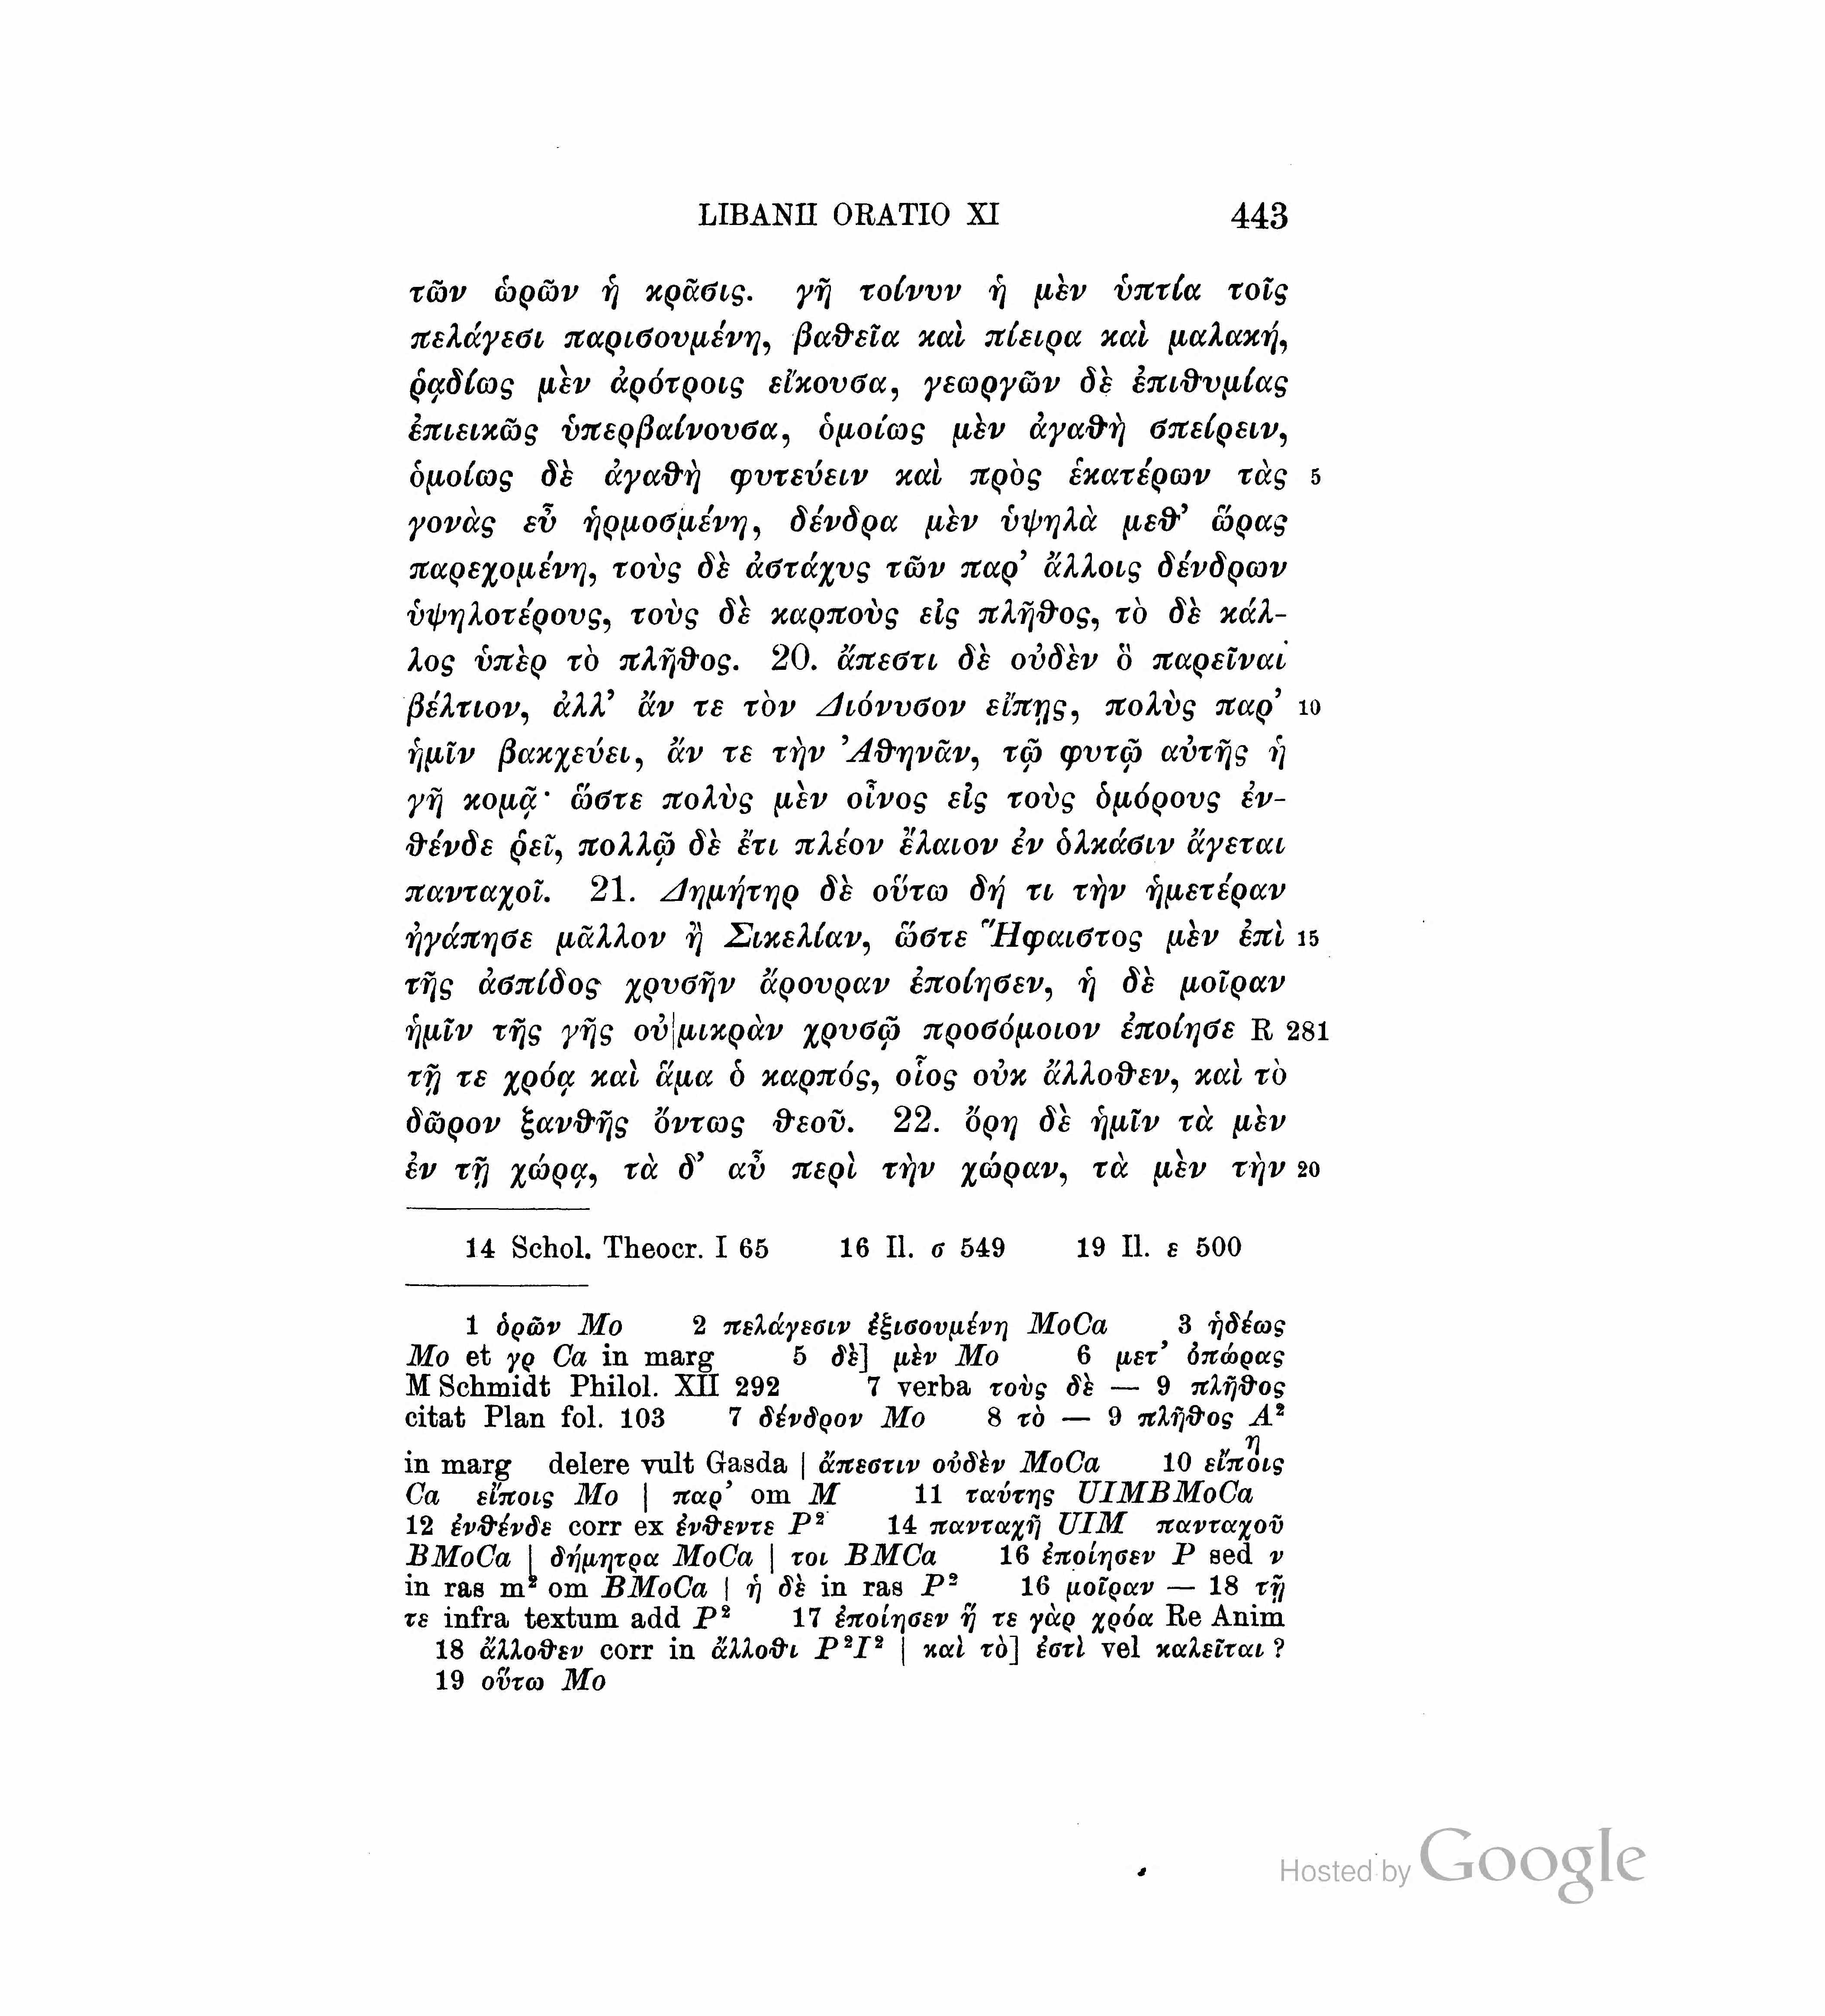 LIBANII ORATIO XI 443
τῶν ὡρῶν ἡ κρᾶσις. γῆ τοίνυν ἡ μὲν ὑπτία τοῖς
πελάγεσι παρισουμένη, βαθεῖα καὶ πίειρα καὶ μαλακή,
ῥᾳδίως μὲν ἀρότροις εἴκουσα, γεωργῶν δὲ ἐπιθυμίας
ἐπιεικῶς ὑπερβαίνουσα, ὁμοίως μὲν ἀγαθὴ σπείρειν,
ὁμοίως δὲ ἀγαθὴ φυτεύειν καὶ πρὸς ἑκατέρων τὰς 5
γονὰς εὖ ἡρμοσμένη, δένδρα μὲν ὑψηλὰ μεθ’ ὥρας
παρεχομένη, τοὺς δὲ ἀστάχυς τῶν παρ’ ἄλλοις δένδρων
ὑψηλοτέρους, τοὺς δὲ καρποὺς εἰς πλῆθος, τὸ δὲ κάλ-
λος ὑπὲρ τὸ πλῆθος. 20. ἄπεστι δὲ οὐδὲν ὃ παρεῖναι
βέλτιον, ἀλλ’ ἄν τε τὸν Διόνυσον εἴπῃς, πολὺς παρ’ 10
ἡμῖν βακχεύει, ἄν τε τὴν Ἀθηνᾶν, τῷ φυτῷ αὐτῆς ἡ
γῆ κομᾷ· ὥστε πολὺς μὲν οἶνος εἰς τοὺς ὁμόρους ἐν-
θένδε ῥεῖ, πολλῷ δὲ ἔτι πλέον ἔλαιον ἐν ὁλκάσιν ἄγεται
πανταχοῖ. 21. Δημήτηρ δὲ οὕτω δή τι τὴν ἡμετέραν
ἠγάπησε μᾶλλον ἢ Σικελίαν, ὥστε Ἥφαιστος μὲν ἐπὶ 15
τῆς ἀσπίδος χρυσῆν ἄρουραν ἐποίησεν, ἡ δὲ μοῖραν
ἡμῖν τῆς γῆς οὐ|μικρὰν χρυσῷ προσόμοιον ἐποίησε R 281
τῇ τε χρόᾳ καὶ ἅμα ὁ καρπός, οἷος οὐκ ἄλλοθεν, καὶ τὸ
δῶρον ξανθῆς ὄντως θεοῦ. 22. ὄρη δὲ ἡμῖν τὰ μὲν
ἐν τῇ χώρᾳ, τὰ δ’ αὖ περὶ τὴν χώραν, τὰ μὲν τὴν 20
14 Schol. Theocr. I 65 16 Il. σ 549 19 Il. ε 500
1 ὁρῶν Mo 2 πελάγεσιν ἐξισουμένη MoCa 3 ἡδέως
Mo et γρ Ca in marg 5 δὲ] μὲν Mo 6 μετ’ ὀπώρας
M Schmidt Philol. XII 292 7 verba τοὺς δὲ — 9 πλῆθος
citat Plan fol. 103 7 δένδρον Mo 8 τὸ — 9 πλῆθος A²
in marg delere vult Gasda | ἄπεστιν οὐδὲν MoCa 10 εἴποιςη
Ca εἴποις Mo | παρ’ om M 11 ταύτης UIMBMoCa
12 ἐνθένδε corr ex ἐνθεντε P² 14 πανταχῆ UIM πανταχοῦ
BMoCa | δήμητρα MoCa | τοι BMCa 16 ἐποίησεν P sed ν
in ras m² om BMoCa | ἡ δὲ in ras P² 16 μοῖραν — 18 τῇ
τε infra textum add P² 17 ἐποίησεν ἥ τε γὰρ χρόα Re Anim
18 ἄλλοθεν corr in ἄλλοθι P²I² | καὶ τὸ] ἐστὶ vel καλεῖται ?
19 οὕτω Mo
Hosted by Google